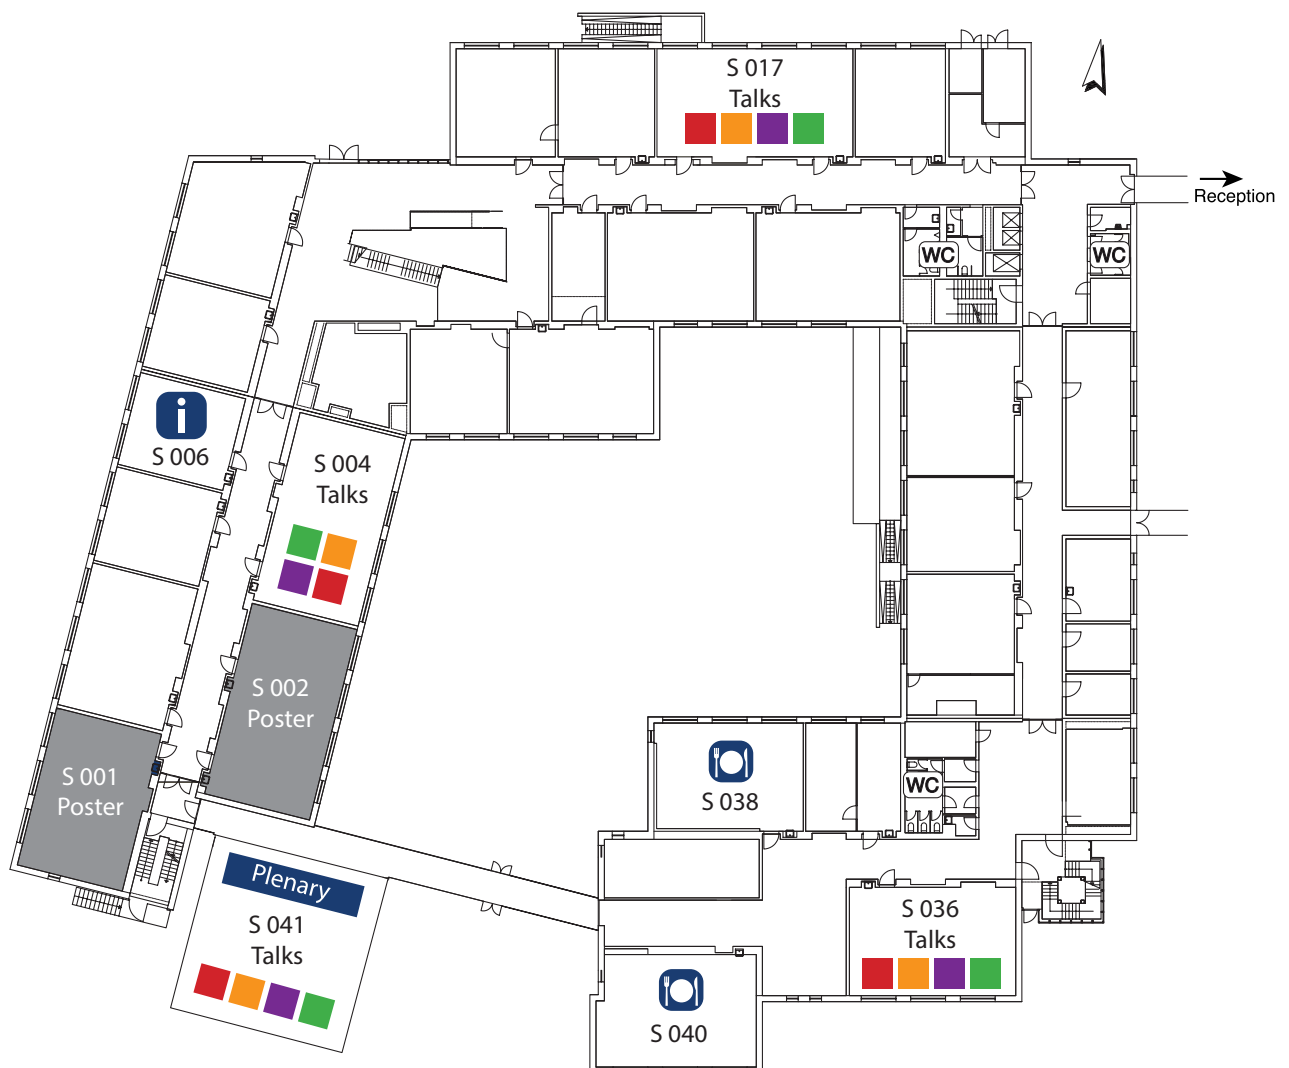 S 017
Talks
Reception
WC
WC
i
S 006
S 004
Talks
S 002
Poster
S 001
Poster
S 038
WC
Plenary
S 041
Talks
S 036
Talks
S 040